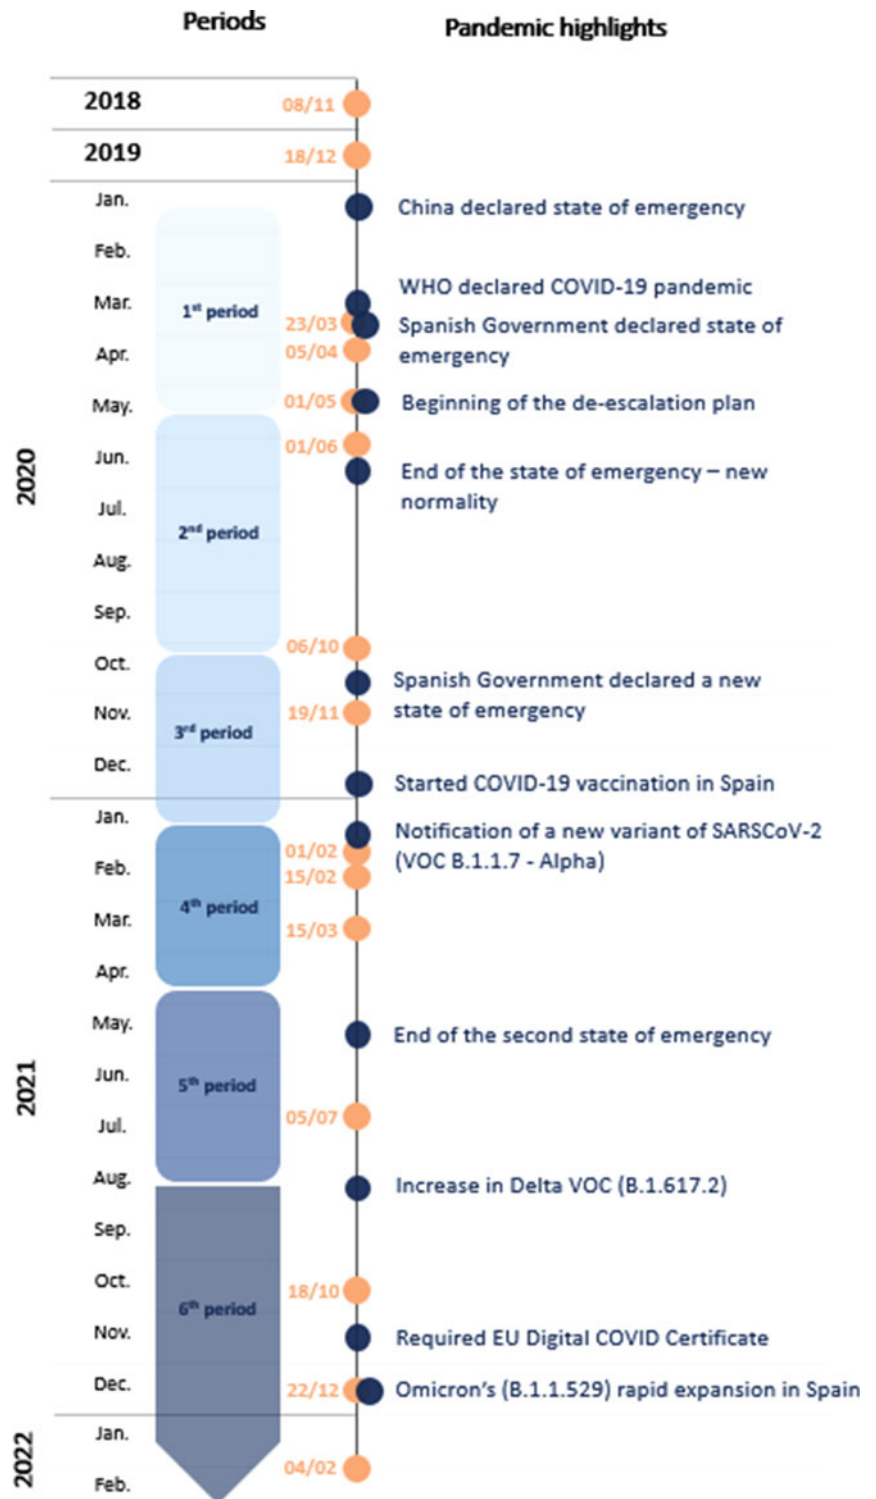 Periods
Pandemic highlights
2018
08/11
2019
18/12
2020
Jan.
China declared state of emergency
Feb.
Mar.
1st period
WHO declared COVID-19 pandemic
23/03
Spanish Government declared state of
emergency
Apr.
05/04
May.
01/05
Beginning of the de-escalation plan
01/06
Jun.
End of the state of emergency – new
normality
Jul.
2nd period
Aug.
Sep.
06/10
Oct.
Spanish Government declared a new
state of emergency
Nov.
19/11
3rd period
Dec.
Started COVID-19 vaccination in Spain
2021
Jan.
Notification of a new variant of SARSCoV-2
(VOC B.1.1.7 - Alpha)
01/02
Feb.
15/02
4th period
Mar.
15/03
Apr.
May.
End of the second state of emergency
Jun.
5th period
05/07
Jul.
Aug.
Increase in Delta VOC (B.1.617.2)
Sep.
Oct.
18/10
6th period
Nov.
Required EU Digital COVID Certificate
Dec.
22/12
Omicron's (B.1.1.529) rapid expansion in Spain
2022
Jan.
04/02
Feb.